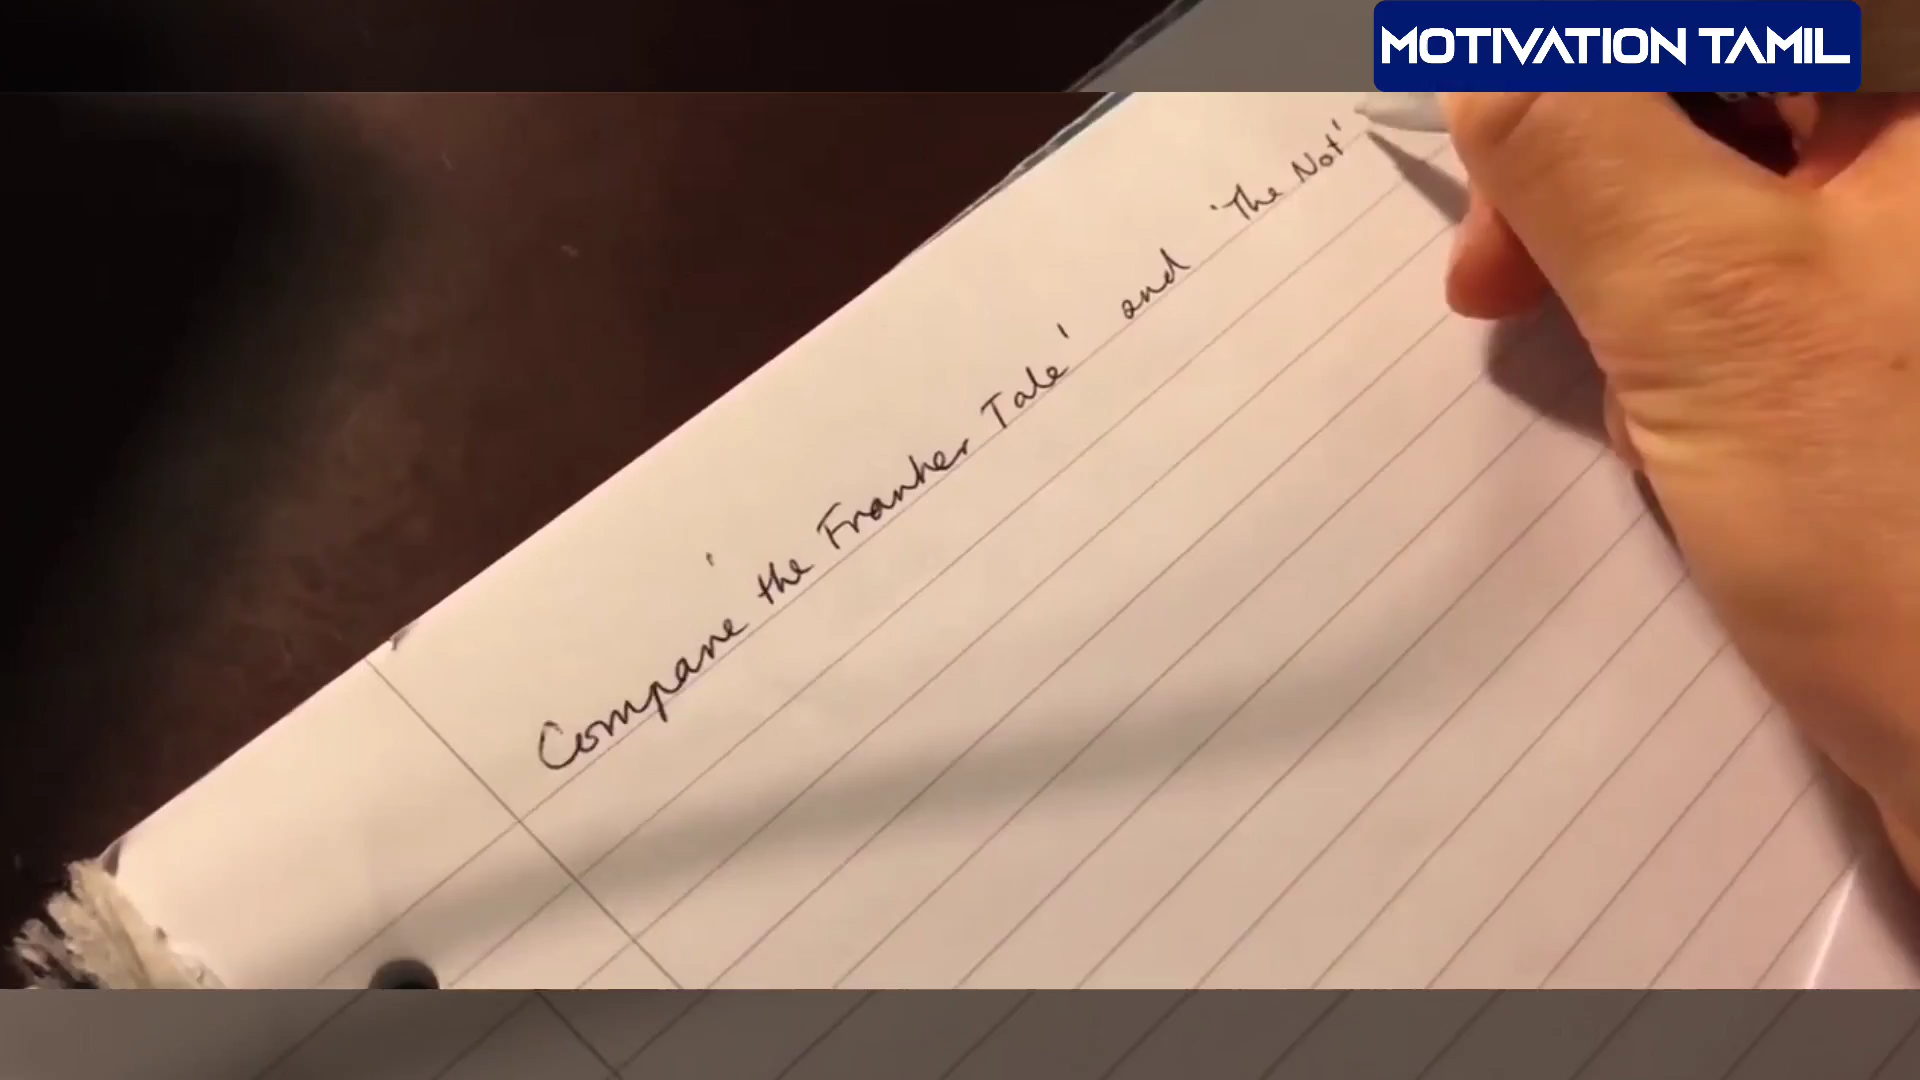 MOTIVATION TAMIL
Compare 'the Franker Tale' and 'The Not'